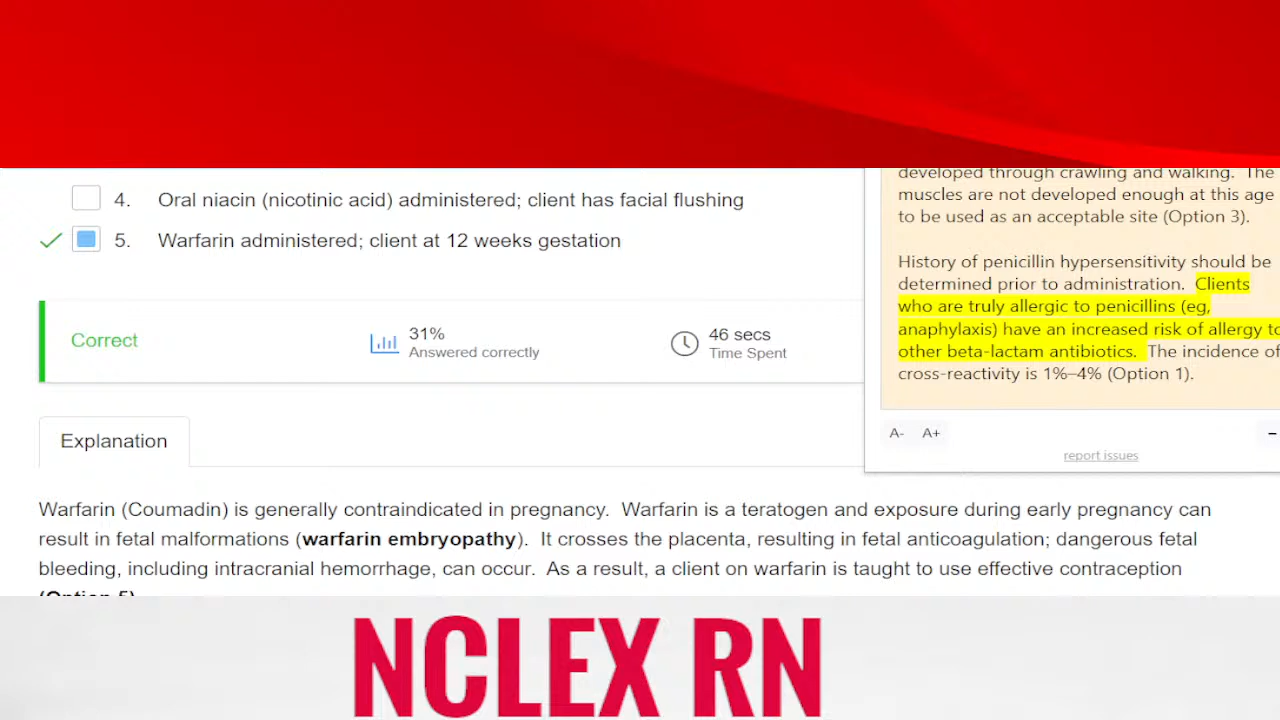 4. Oral niacin (nicotinic acid) administered; client has facial flushing
5. Warfarin administered; client at 12 weeks gestation
Correct
31%
Answered correctly
46 secs
Time Spent
Explanation
developed through crawling and walking. The
muscles are not developed enough at this age
to be used as an acceptable site (Option 3).
History of penicillin hypersensitivity should be
determined prior to administration. Clients
who are truly allergic to penicillins (eg,
anaphylaxis) have an increased risk of allergy to
other beta-lactam antibiotics. The incidence of
cross-reactivity is 1%–4% (Option 1).
A- A+
report issues
Warfarin (Coumadin) is generally contraindicated in pregnancy. Warfarin is a teratogen and exposure during early pregnancy can
result in fetal malformations (warfarin embryopathy). It crosses the placenta, resulting in fetal anticoagulation; dangerous fetal
bleeding, including intracranial hemorrhage, can occur. As a result, a client on warfarin is taught to use effective contraception
(Option 5)
NCLEX RN